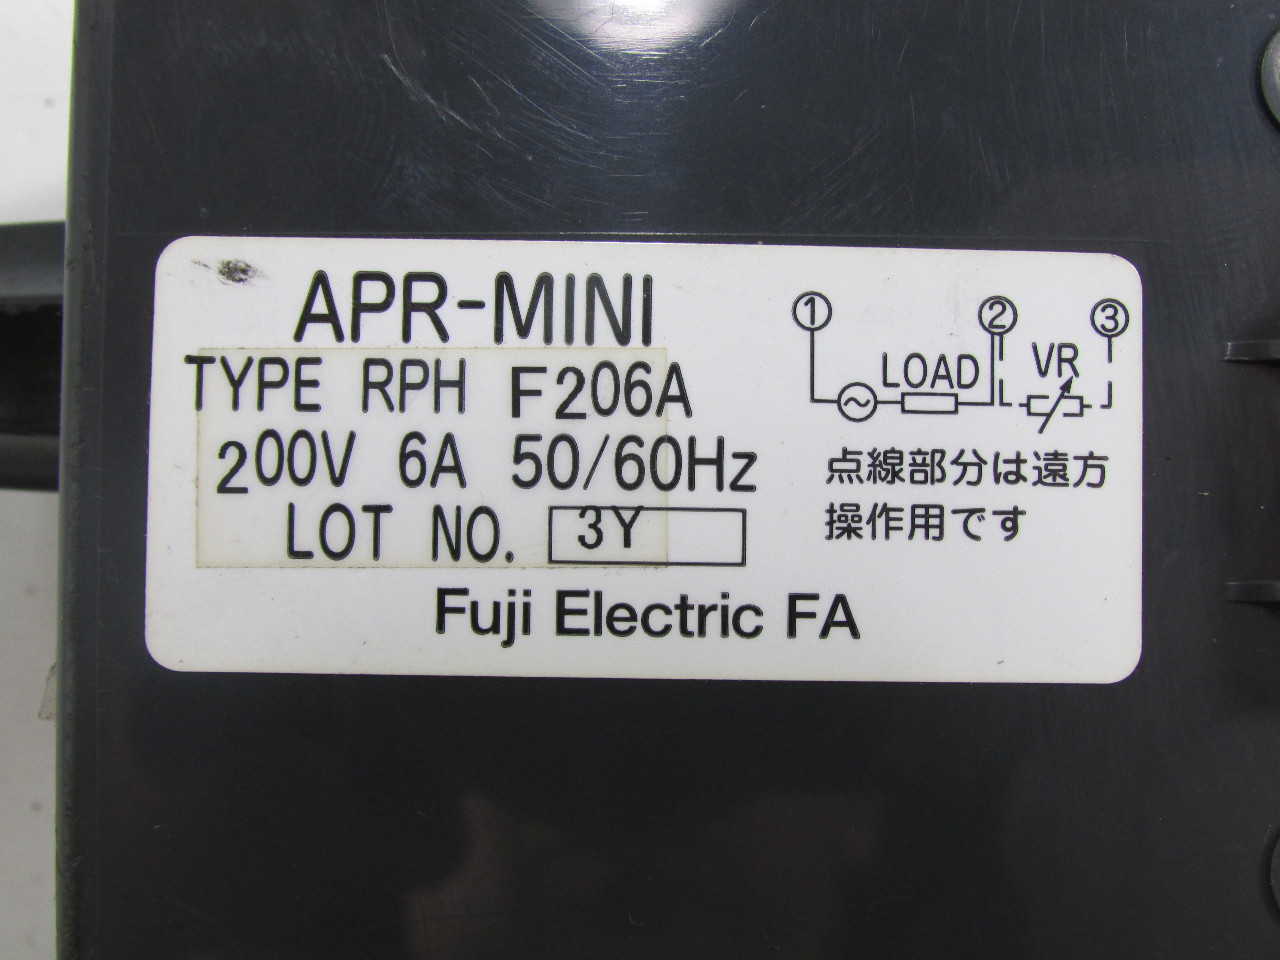 APR-MINI
TYPE RPH F206A
200V 6A 50/60Hz
LOT NO. 3Y
Fuji Electric FA
① ② ③
LOAD VR
点線部分は遠方
操作用です